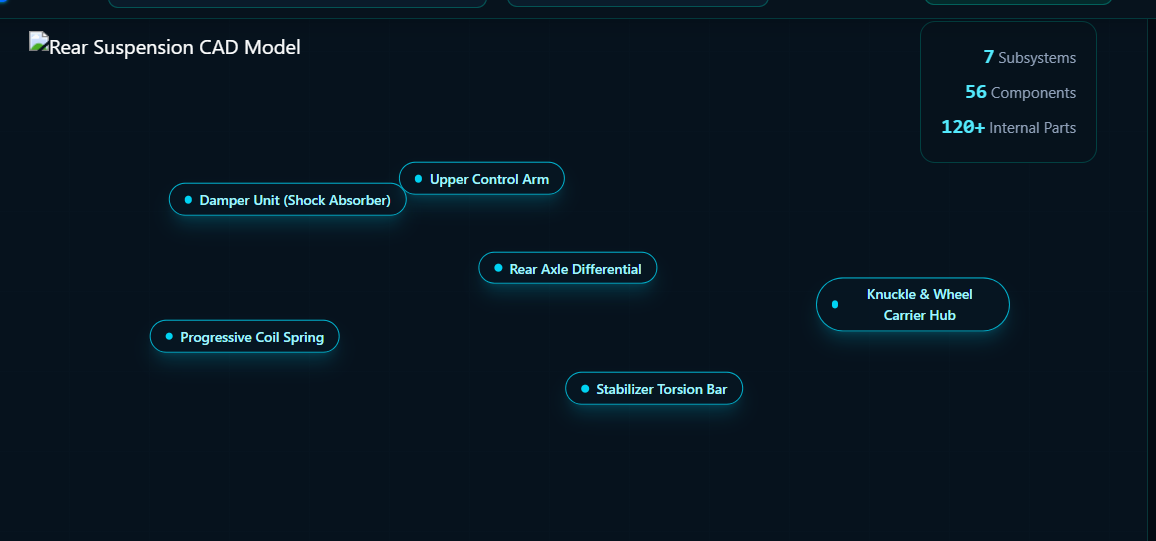 Rear Suspension CAD Model
7 Subsystems
56 Components
120+ Internal Parts
Upper Control Arm
Damper Unit (Shock Absorber)
Rear Axle Differential
Knuckle & Wheel
Carrier Hub
Progressive Coil Spring
Stabilizer Torsion Bar